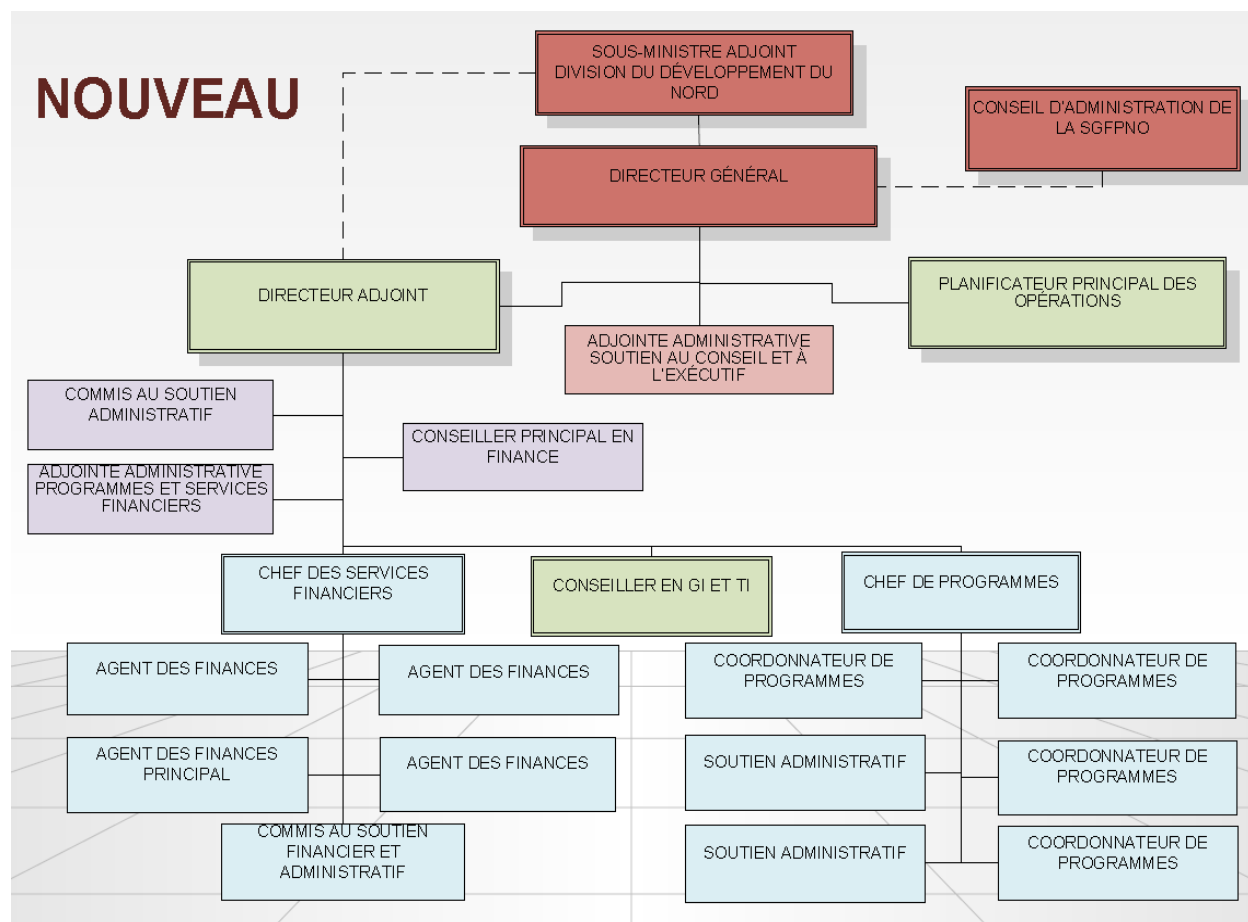 NOUVEAU
SOUS-MINISTRE ADJOINT
DIVISION DU DÉVELOPPEMENT DU
NORD
CONSEIL D'ADMINISTRATION DE
LA SGFPNO
DIRECTEUR GÉNÉRAL
DIRECTEUR ADJOINT
PLANIFICATEUR PRINCIPAL DES
OPÉRATIONS
ADJOINTE ADMINISTRATIVE
SOUTIEN AU CONSEIL ET À
L'EXÉCUTIF
COMMIS AU SOUTIEN
ADMINISTRATIF
CONSEILLER PRINCIPAL EN
FINANCE
ADJOINTE ADMINISTRATIVE
PROGRAMMES ET SERVICES
FINANCIERS
CHEF DES SERVICES
FINANCIERS
CONSEILLER EN GI ET TI
CHEF DE PROGRAMMES
AGENT DES FINANCES
AGENT DES FINANCES
COORDONNATEUR DE
PROGRAMMES
COORDONNATEUR DE
PROGRAMMES
AGENT DES FINANCES
PRINCIPAL
AGENT DES FINANCES
SOUTIEN ADMINISTRATIF
COORDONNATEUR DE
PROGRAMMES
COMMIS AU SOUTIEN
FINANCIER ET
ADMINISTRATIF
SOUTIEN ADMINISTRATIF
COORDONNATEUR DE
PROGRAMMES